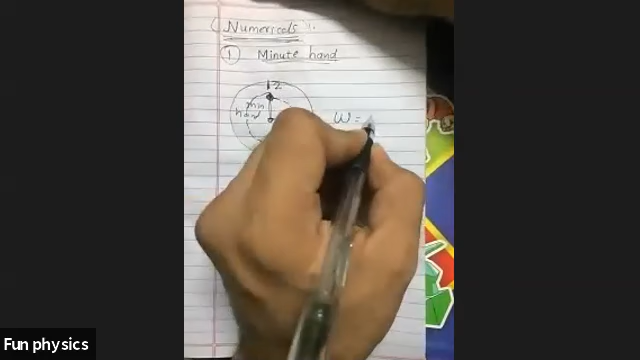 Numericals :
① Minute hand
12
min
hand
ω =
Fun physics